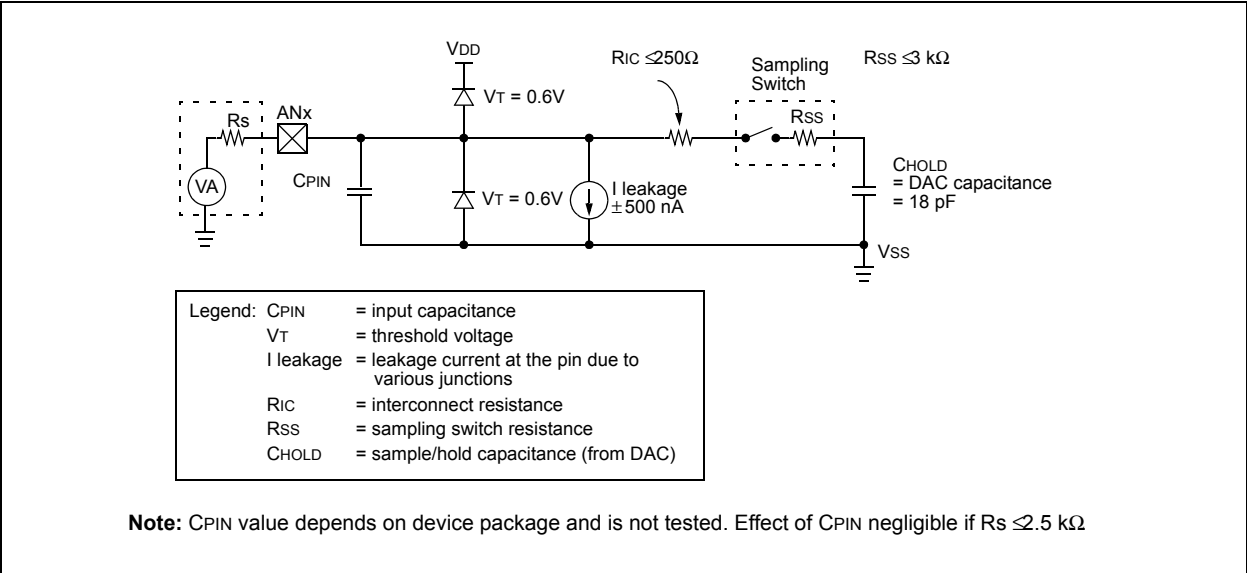 VDD
RIC ≤250Ω
Sampling
Switch
RSS ≤3 kΩ
VT = 0.6V
Rs
ANx
RSS
CPIN
VA
VT = 0.6V
I leakage
± 500 nA
CHOLD
= DAC capacitance
= 18 pF
VSS
Legend: CPIN = input capacitance
VT = threshold voltage
I leakage = leakage current at the pin due to
various junctions
RIC = interconnect resistance
RSS = sampling switch resistance
CHOLD = sample/hold capacitance (from DAC)
Note: CPIN value depends on device package and is not tested. Effect of CPIN negligible if Rs ≤2.5 kΩ